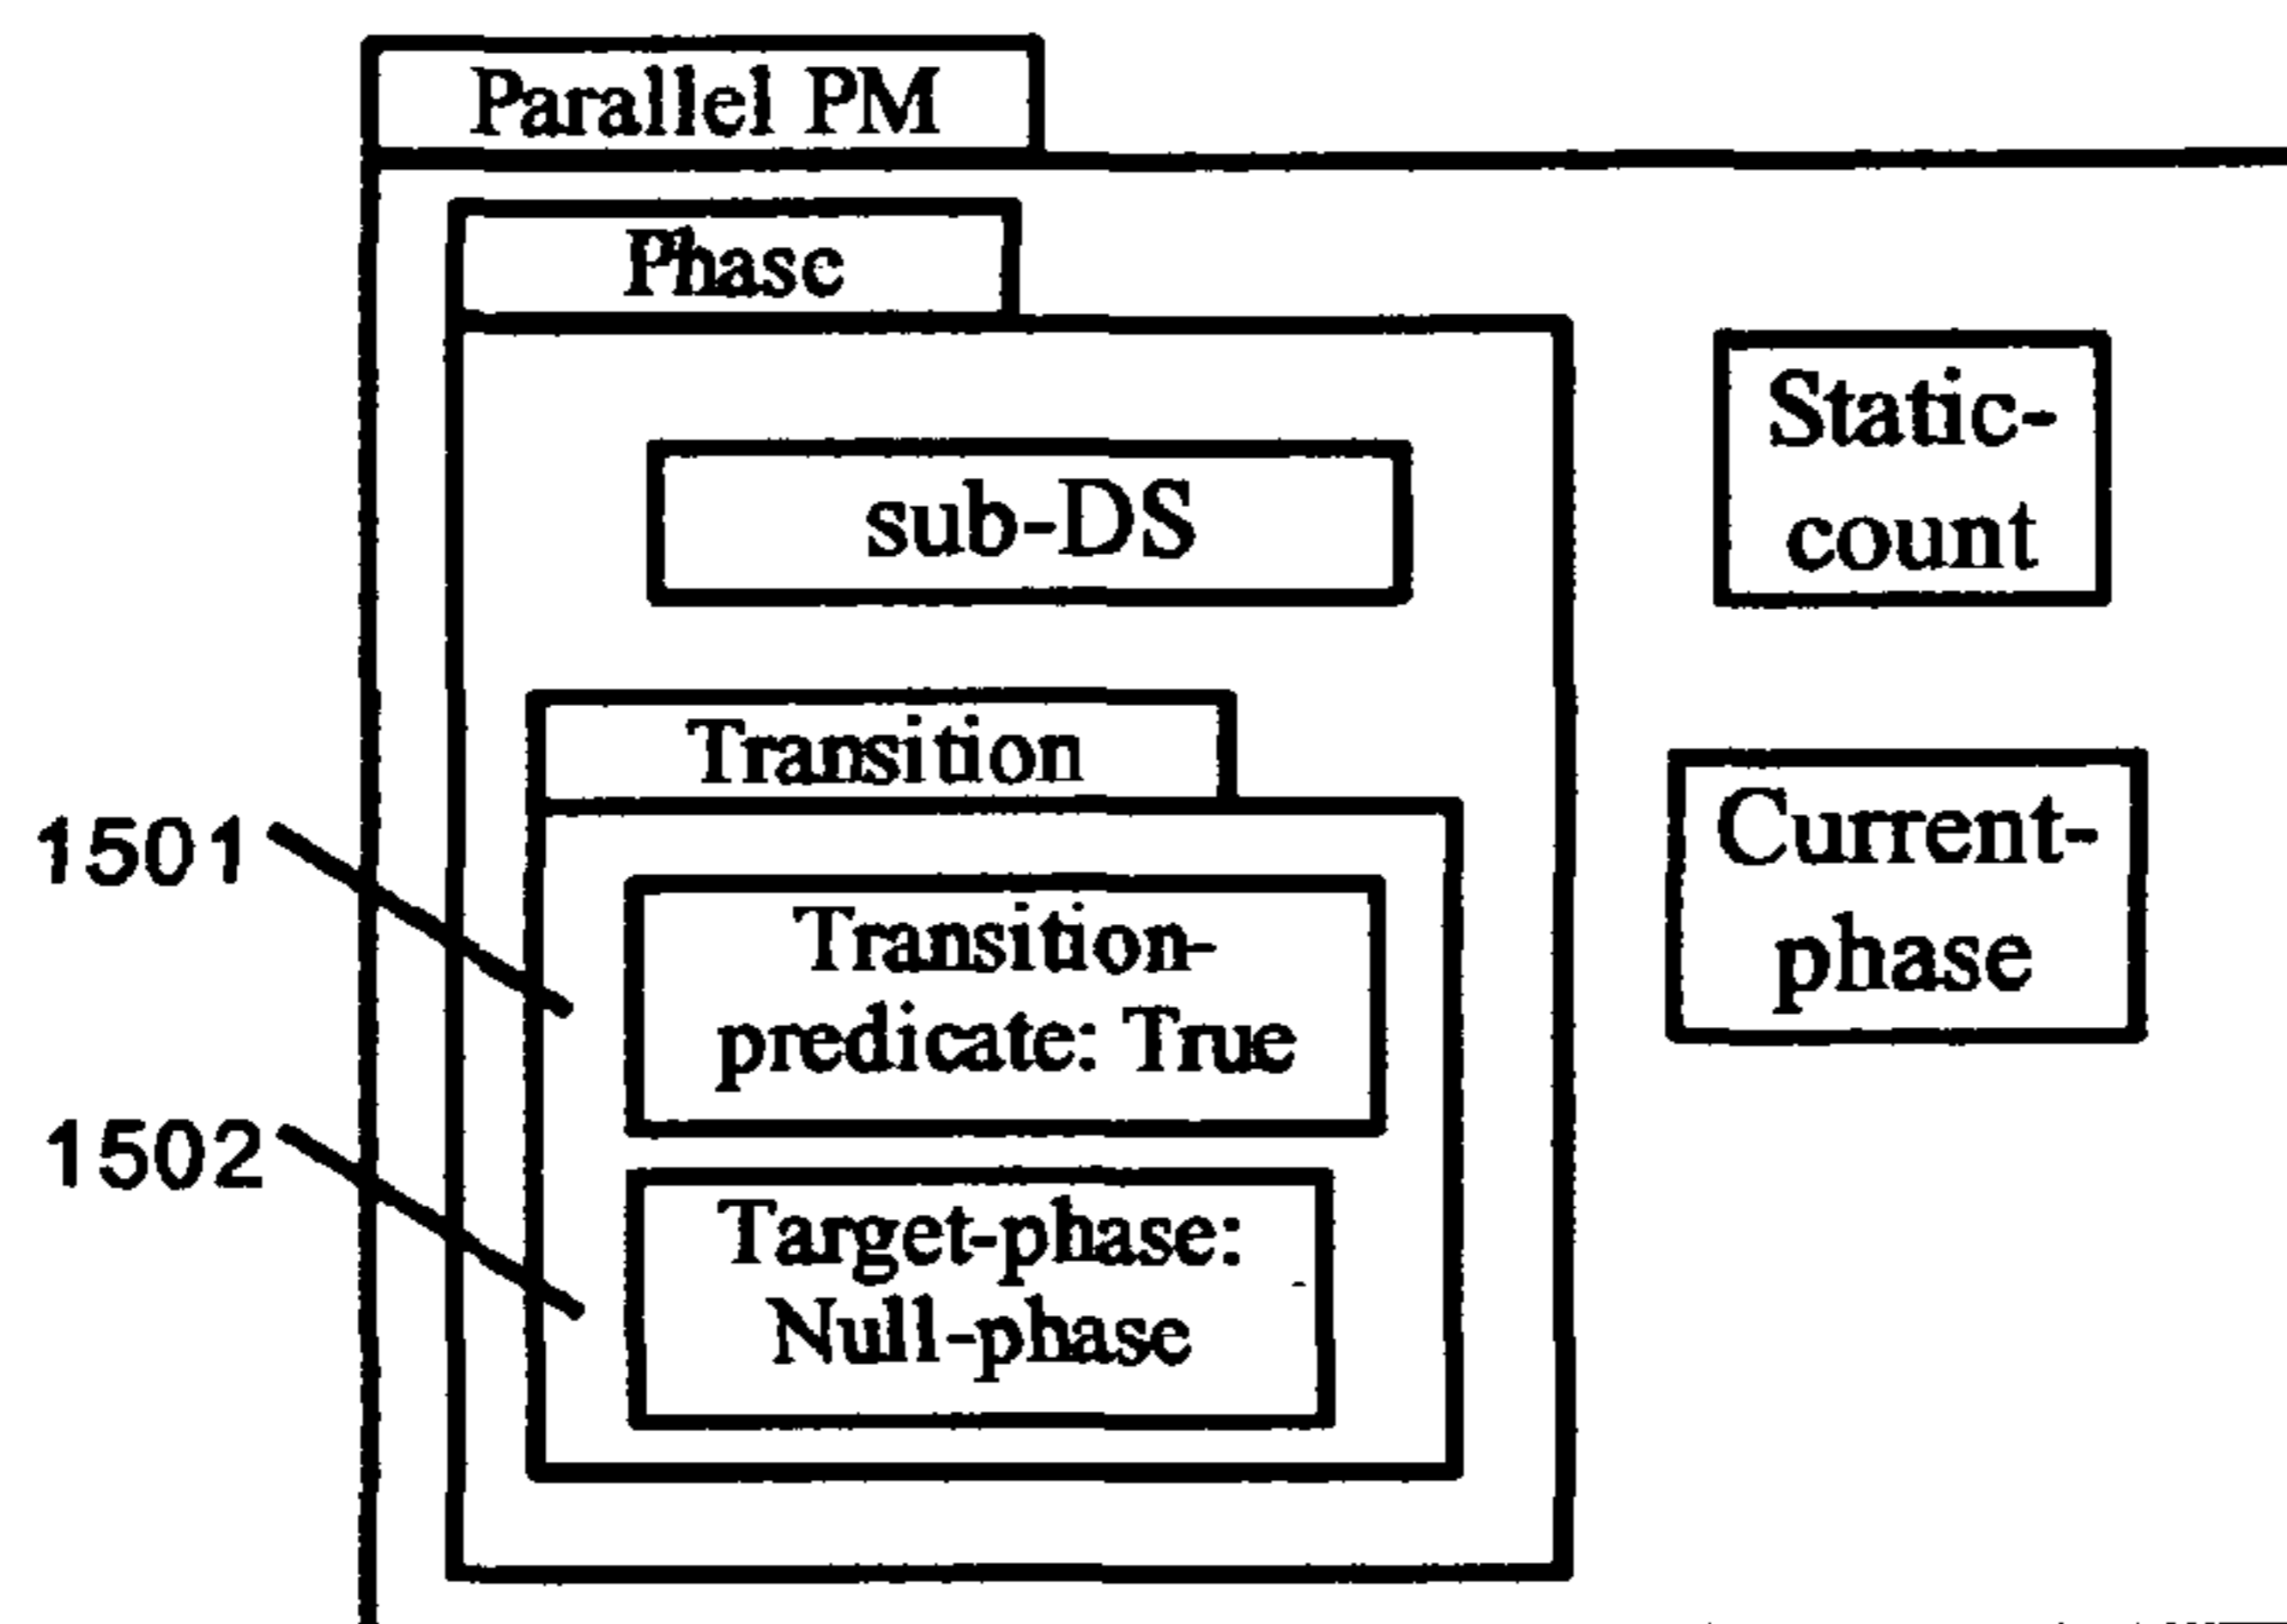 Parallel PM
Phase
sub-DS
Static-
count
Transition
Current-
phase
1501
Transition-
predicate: True
1502
Target-phase:
Null-phase